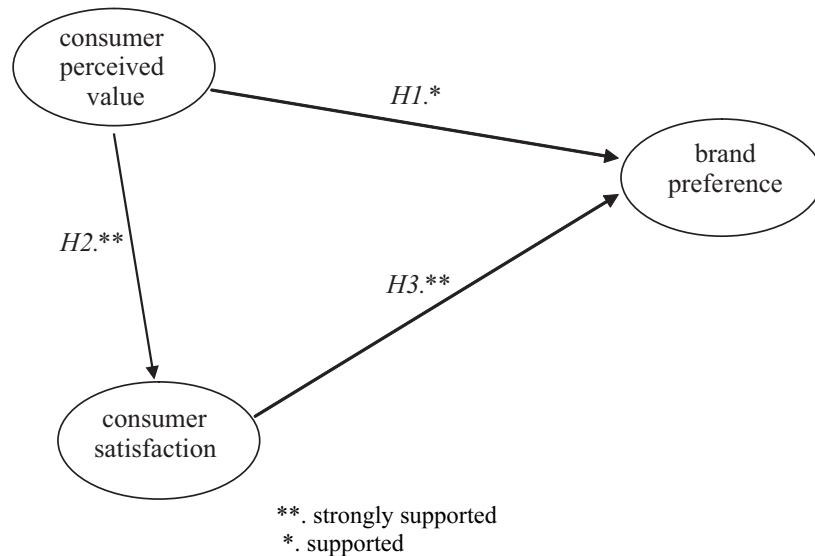 consumer
perceived
value
H1.*
brand
preference
H2.**
H3.**
consumer
satisfaction
**. strongly supported
*. supported